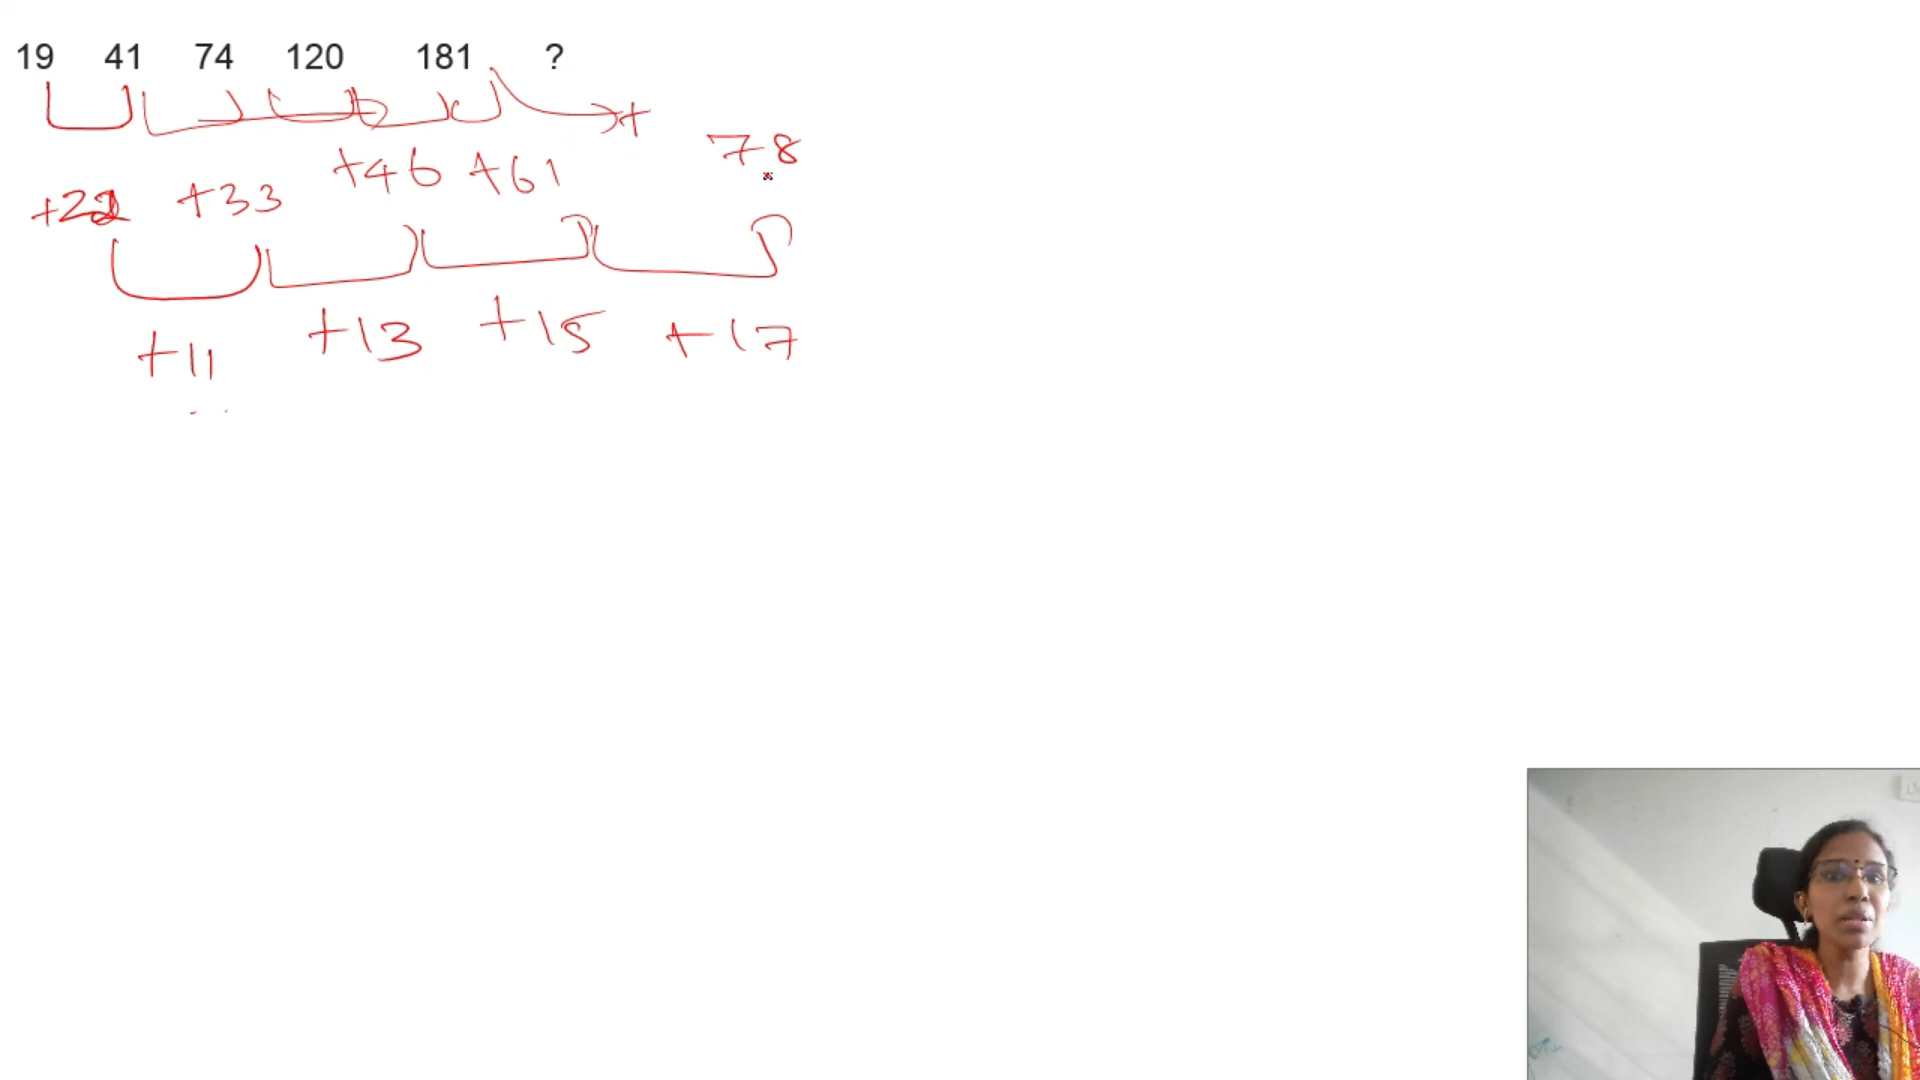 19 41 74 120 181 ?
+
78
+22 +33 +46 +61
+11 +13 +15 +17